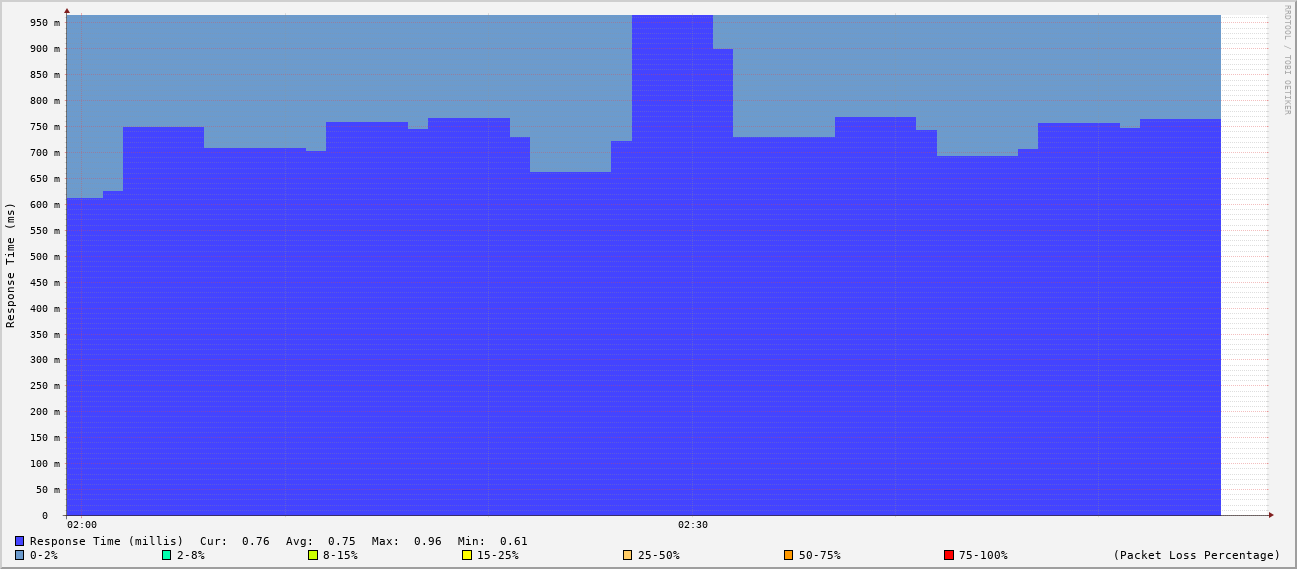 RRDTOOL / TOBI OETIKER
Response Time (ms)
950 m
900 m
850 m
800 m
750 m
700 m
650 m
600 m
550 m
500 m
450 m
400 m
350 m
300 m
250 m
200 m
150 m
100 m
50 m
0
02:00 02:30
Response Time (millis) Cur: 0.76 Avg: 0.75 Max: 0.96 Min: 0.61
0-2% 2-8% 8-15% 15-25% 25-50% 50-75% 75-100% (Packet Loss Percentage)